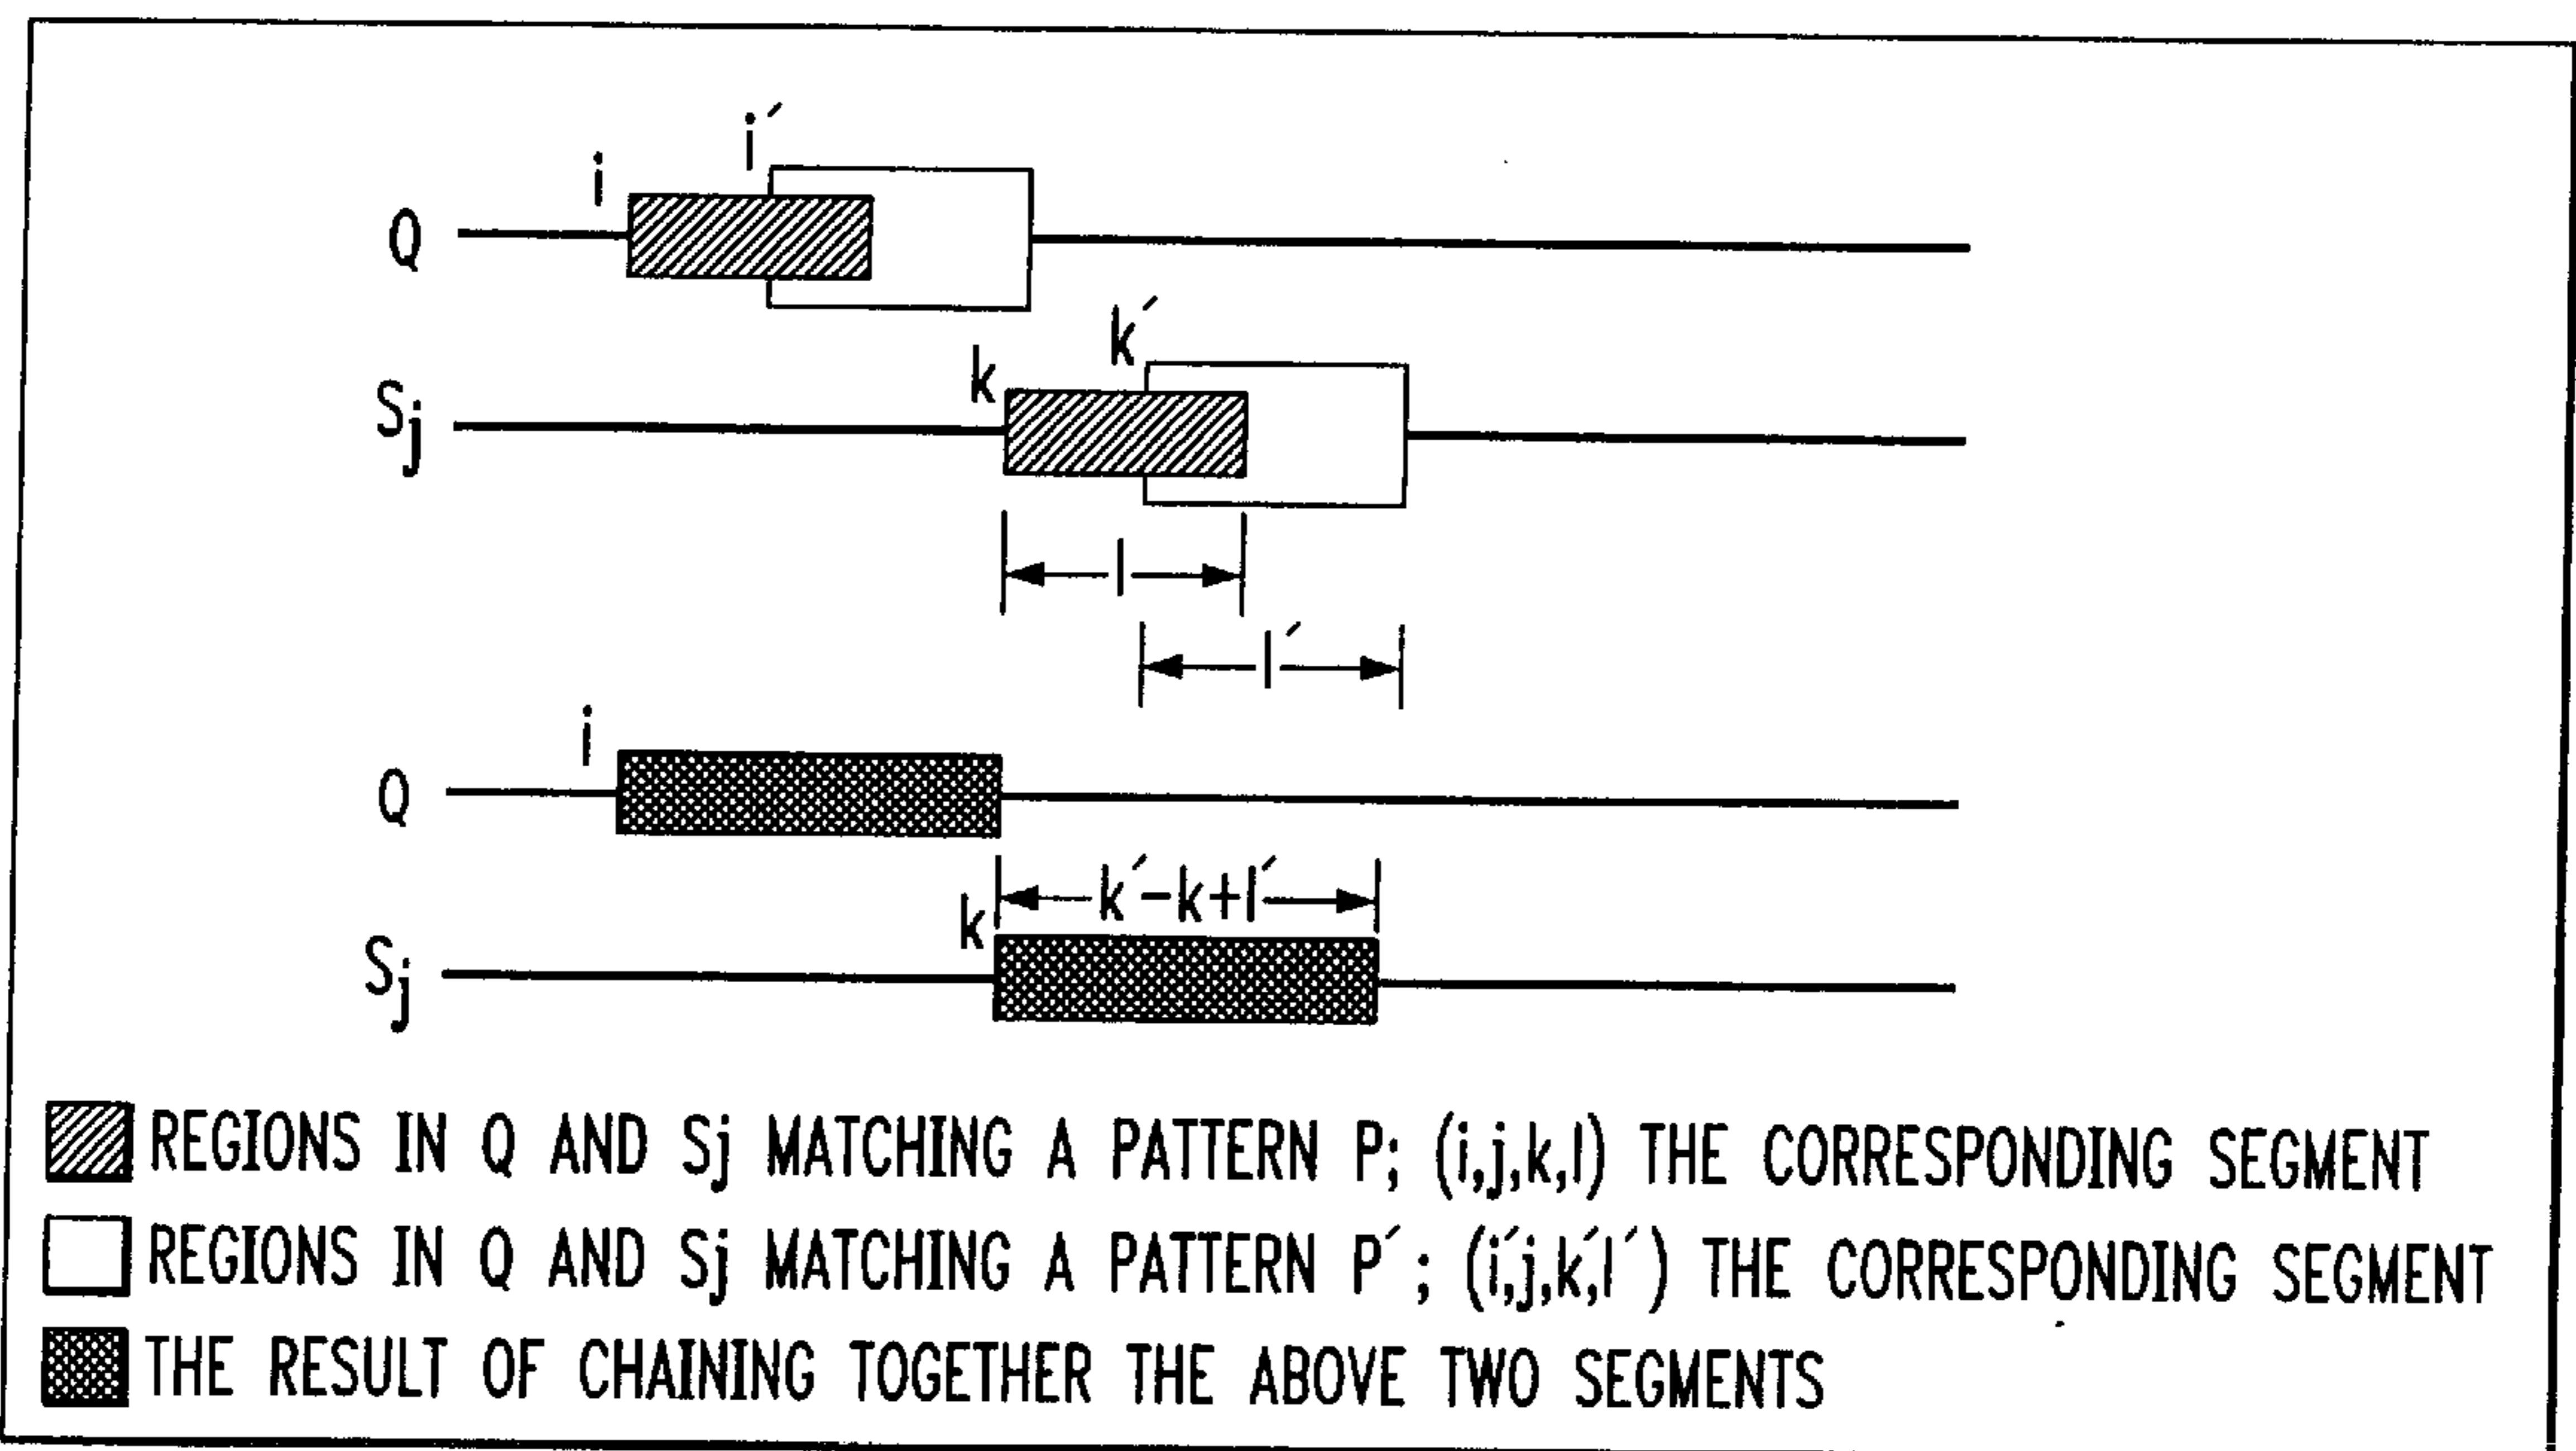 i´
i
Q
k´
k
Sj
l
l´
i
Q
k´-k+l´
k
Sj
REGIONS IN Q AND Sj MATCHING A PATTERN P; (i,j,k,l) THE CORRESPONDING SEGMENT
REGIONS IN Q AND Sj MATCHING A PATTERN P´; (i´,j,k´,l´) THE CORRESPONDING SEGMENT
THE RESULT OF CHAINING TOGETHER THE ABOVE TWO SEGMENTS